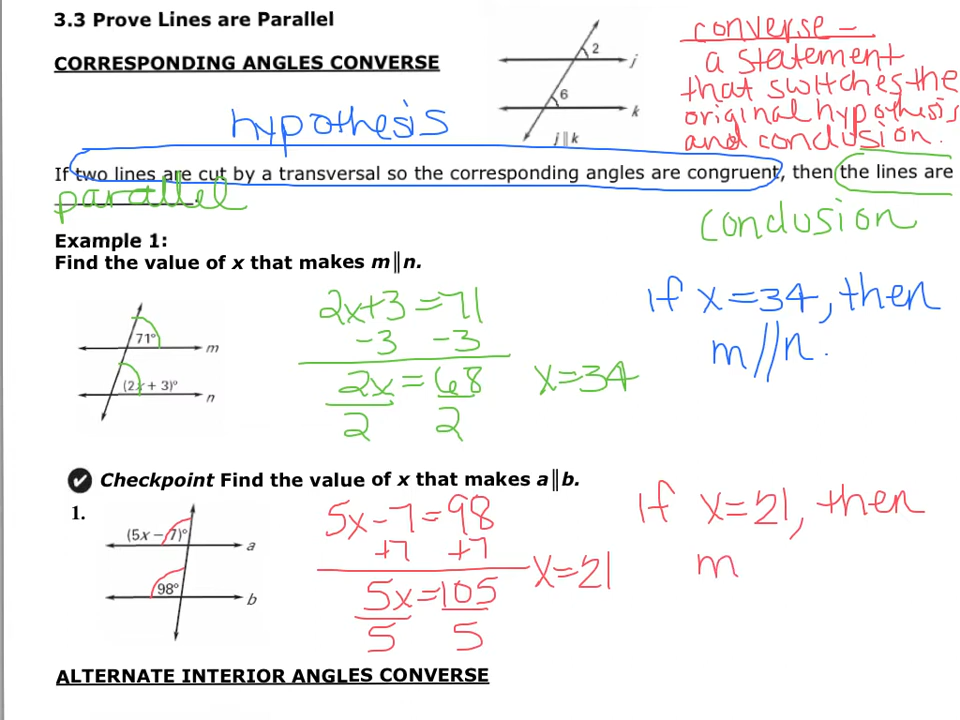 3.3 Prove Lines are Parallel
CORRESPONDING ANGLES CONVERSE
2
j
6
k
j ∥ k
converse –
a statement
that switches the
original hypothesis
and conclusion.
hypothesis
If two lines are cut by a transversal so the corresponding angles are congruent, then the lines are
parallel.
conclusion
Example 1:
Find the value of x that makes m∥n.
71°
m
(2x + 3)°
n
2x+3=71
-3 -3
2x=68
2 2
x=34
If x=34, then
m//n.
Checkpoint Find the value of x that makes a∥b.
1.
(5x – 7)°
a
98°
b
5x-7=98
+7 +7
5x=105
5 5
x=21
If x=21, then
m
ALTERNATE INTERIOR ANGLES CONVERSE